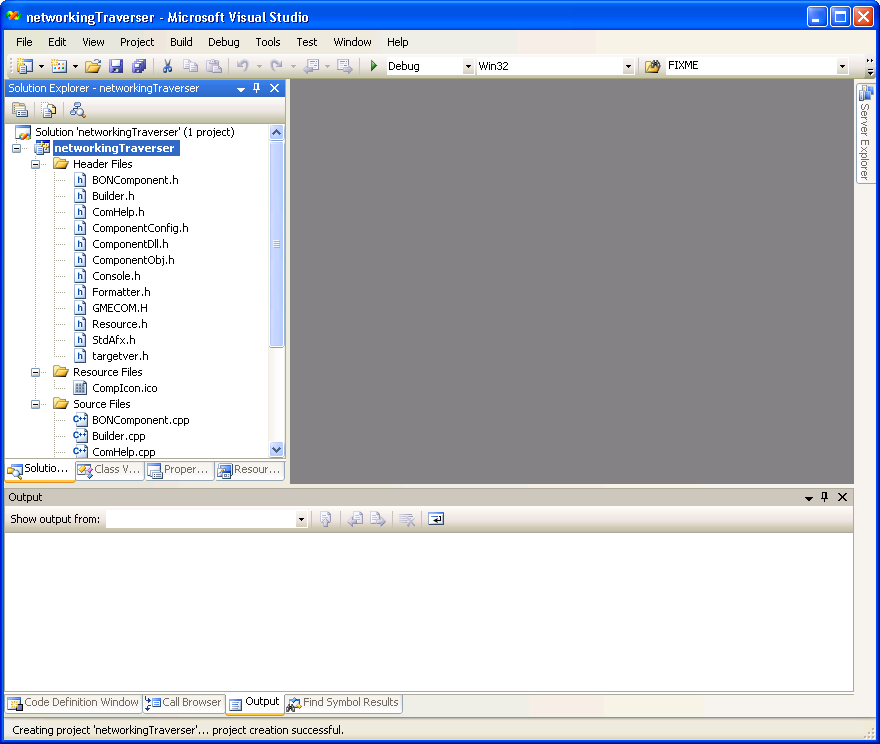 networkingTraverser - Microsoft Visual Studio
File Edit View Project Build Debug Tools Test Window Help
Debug Win32 FIXME
Solution Explorer - networkingTraverser
Solution 'networkingTraverser' (1 project)
networkingTraverser
Header Files
BONComponent.h
Builder.h
ComHelp.h
ComponentConfig.h
ComponentDll.h
ComponentObj.h
Console.h
Formatter.h
GMECOM.H
Resource.h
StdAfx.h
targetver.h
Resource Files
CompIcon.ico
Source Files
BONComponent.cpp
Builder.cpp
ComHelp.cpp
Solutio... Class V... Proper... Resour...
Server Explorer
Output
Show output from:
Code Definition Window Call Browser Output Find Symbol Results
Creating project 'networkingTraverser'... project creation successful.